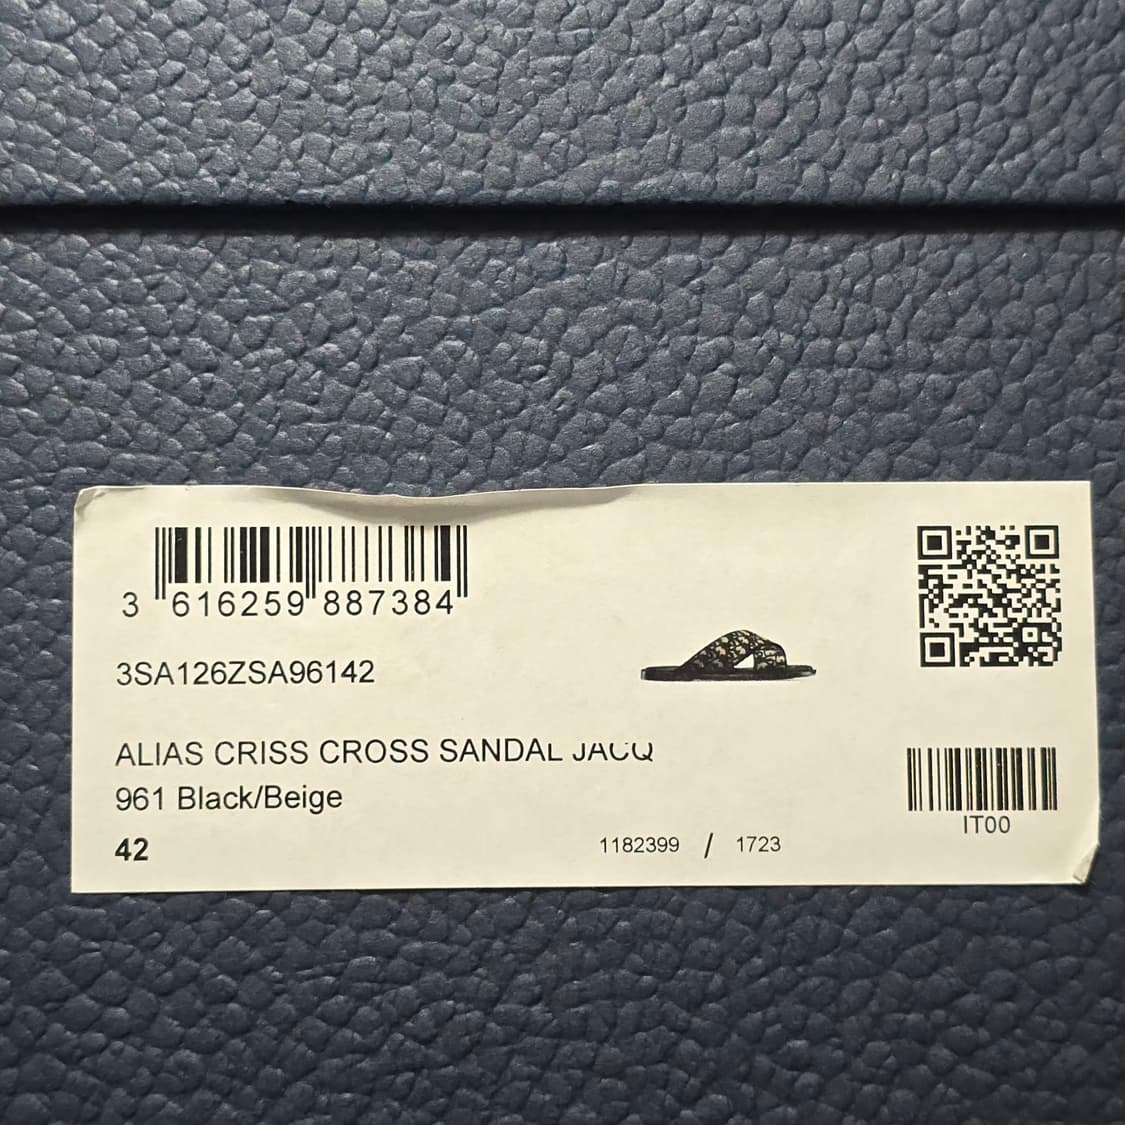 3 616259 887384
3SA126ZSA96142
ALIAS CRISS CROSS SANDAL JACQ
961 Black/Beige
42
1182399 / 1723
IT00